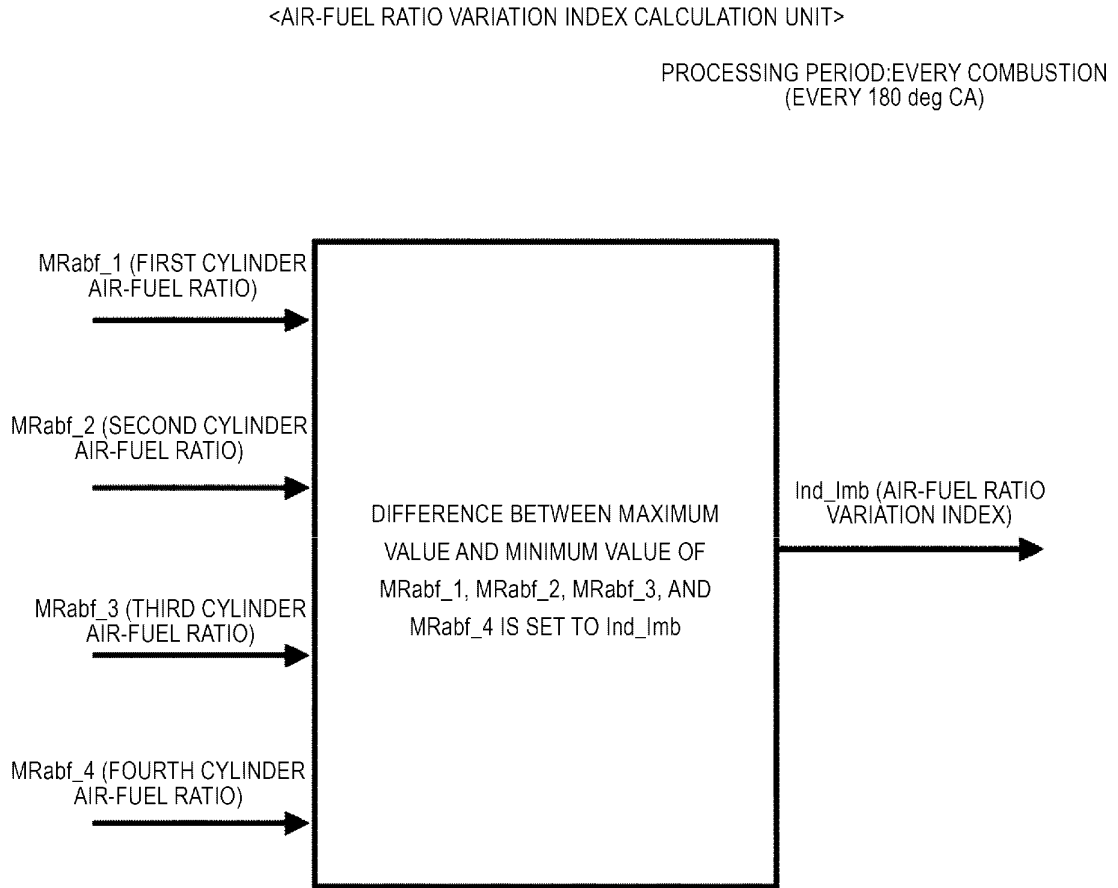 <AIR-FUEL RATIO VARIATION INDEX CALCULATION UNIT>
PROCESSING PERIOD:EVERY COMBUSTION
(EVERY 180 deg CA)
MRabf_1 (FIRST CYLINDER
AIR-FUEL RATIO)
MRabf_2 (SECOND CYLINDER
AIR-FUEL RATIO)
MRabf_3 (THIRD CYLINDER
AIR-FUEL RATIO)
MRabf_4 (FOURTH CYLINDER
AIR-FUEL RATIO)
DIFFERENCE BETWEEN MAXIMUM
VALUE AND MINIMUM VALUE OF
MRabf_1, MRabf_2, MRabf_3, AND
MRabf_4 IS SET TO Ind_Imb
Ind_Imb (AIR-FUEL RATIO
VARIATION INDEX)